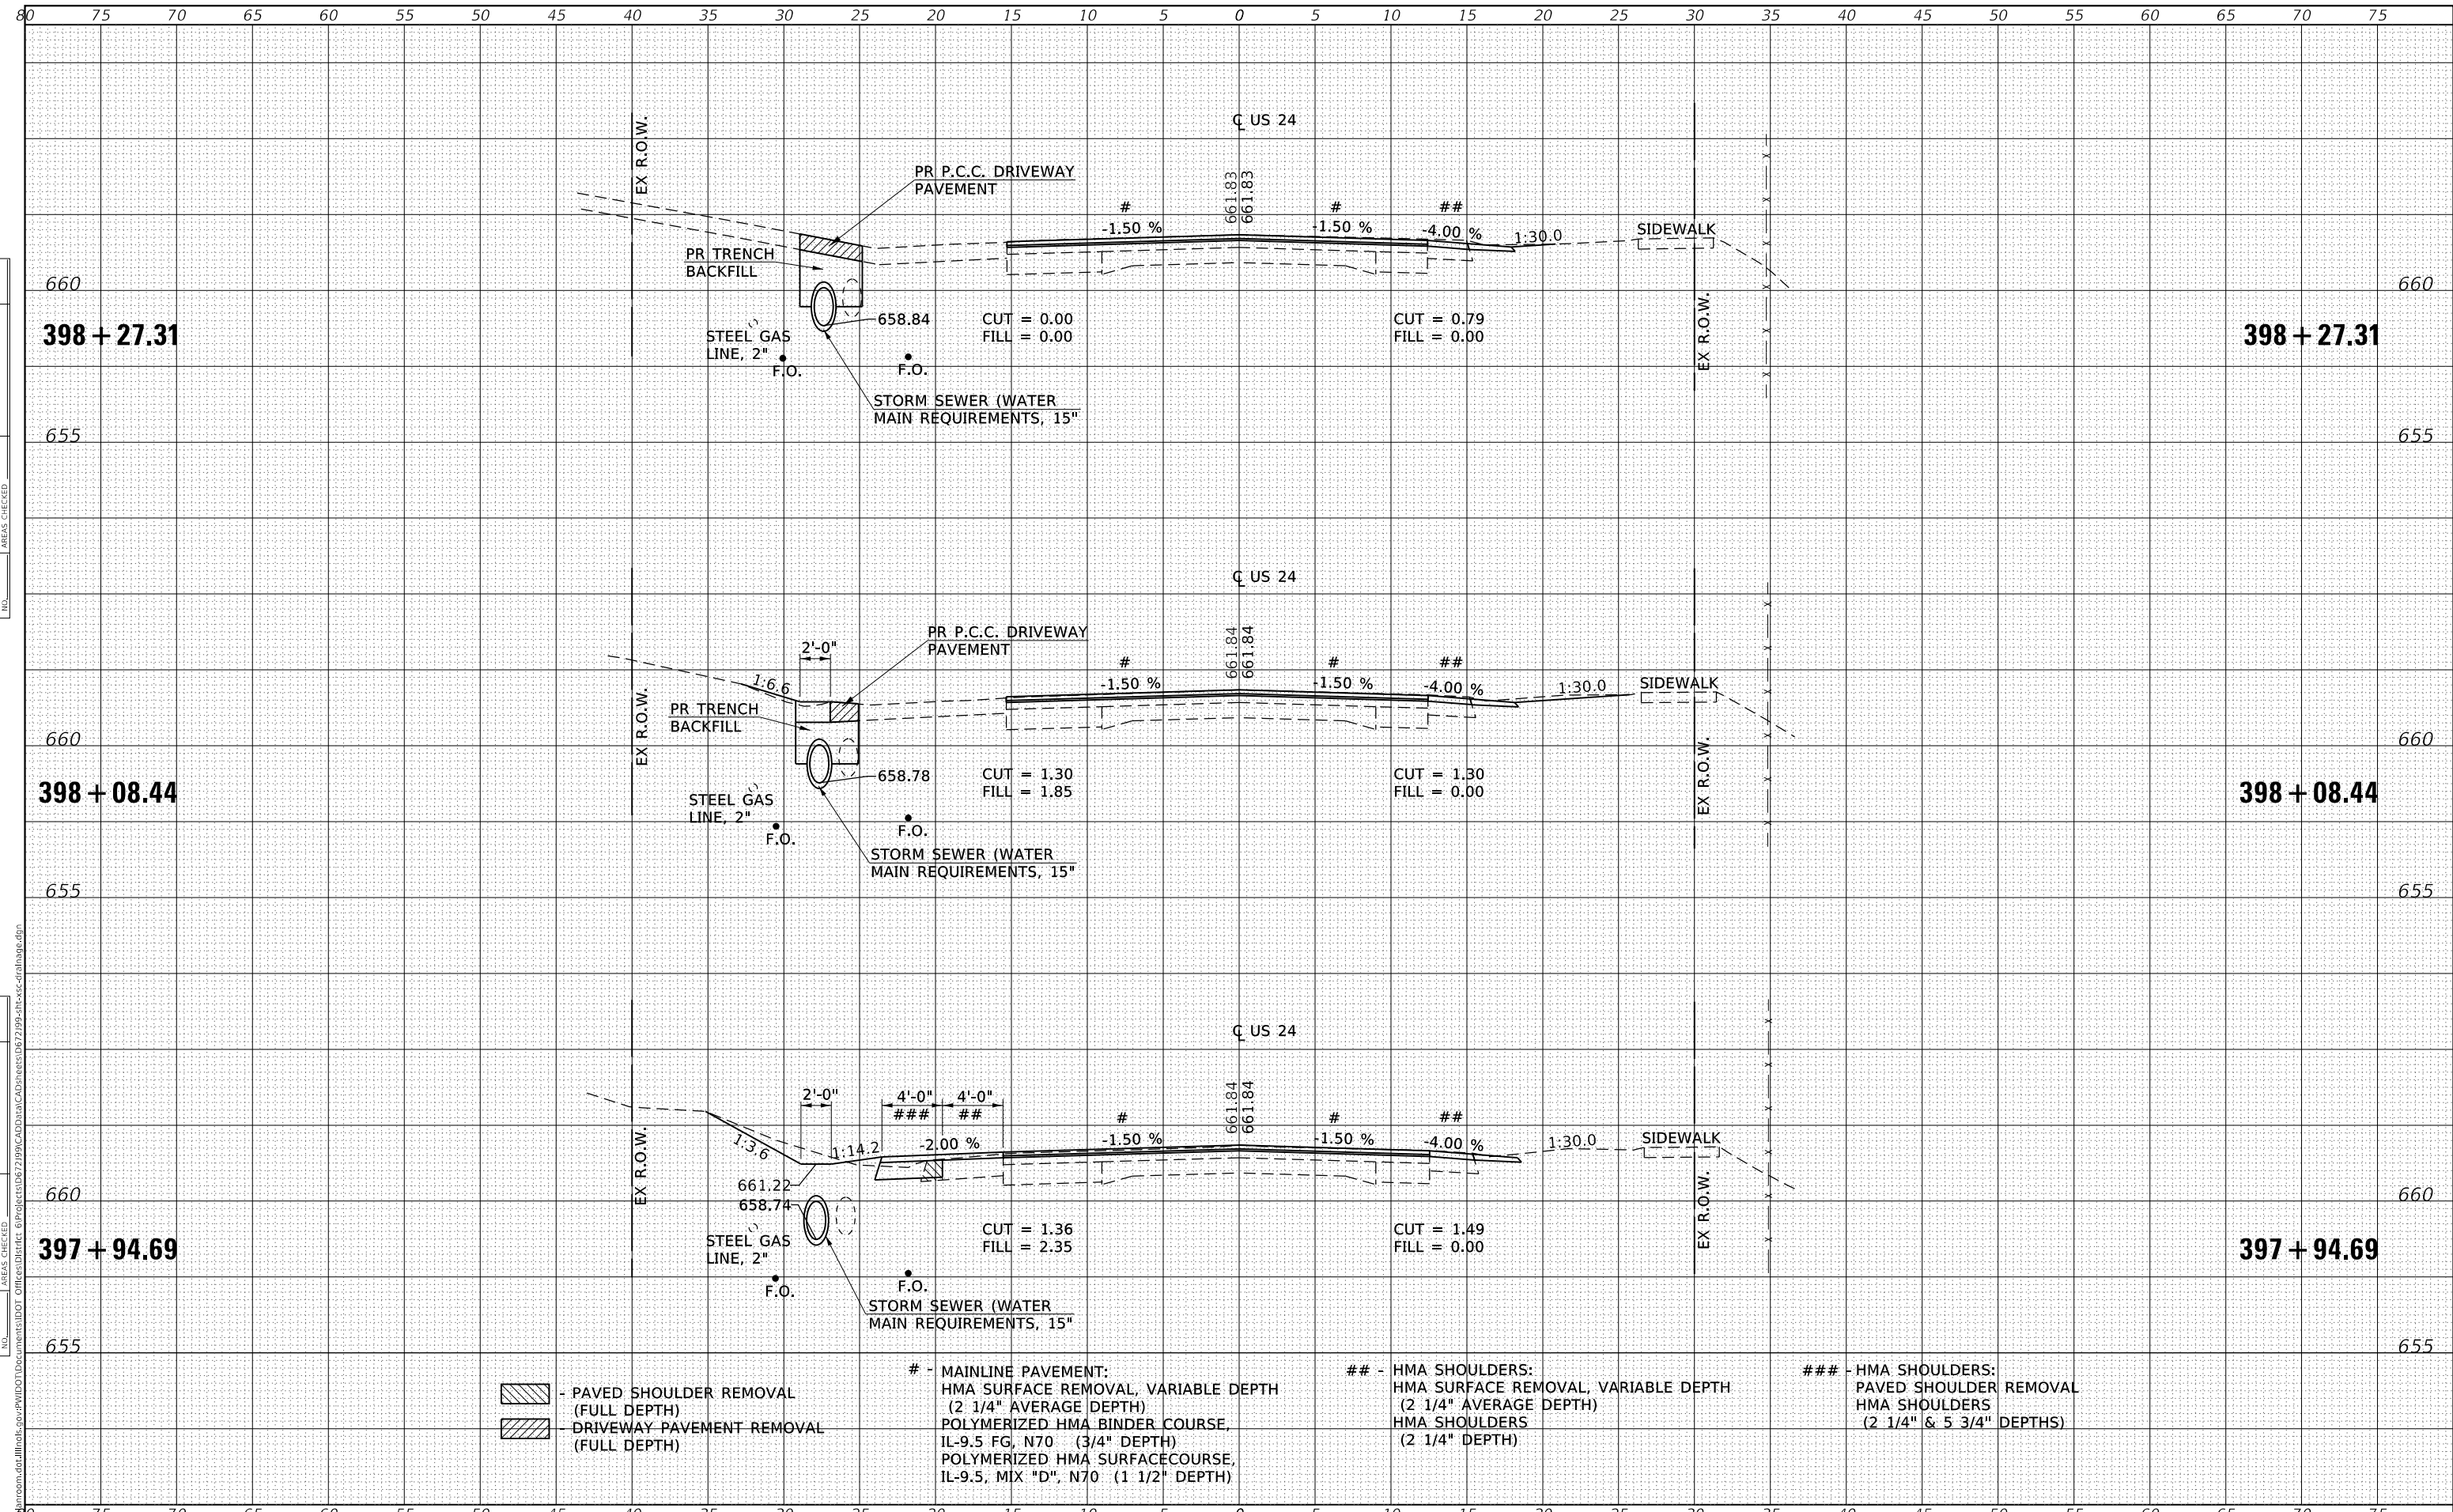 80 75 70 65 60 55 50 45 40 35 30 25 20 15 10 5 0 5 10 15 20 25 30 35 40 45 50 55 60 65 70 75
℄ US 24
EX R.O.W.
PR P.C.C. DRIVEWAY
PAVEMENT
661.83
661.83
# # ##
-1.50 % -1.50 % -4.00 % 1:30.0
SIDEWALK
PR TRENCH
BACKFILL
660 660
658.84
CUT = 0.00
FILL = 0.00
CUT = 0.79
FILL = 0.00
EX R.O.W.
398 + 27.31 398 + 27.31
STEEL GAS
LINE, 2"
F.O. F.O.
STORM SEWER (WATER
MAIN REQUIREMENTS, 15"
655 655
AREAS CHECKED
NO.
℄ US 24
PR P.C.C. DRIVEWAY
PAVEMENT
2'-0"
661.84
661.84
# # ##
1:6.6 -1.50 % -1.50 % -4.00 % 1:30.0
SIDEWALK
PR TRENCH
BACKFILL
EX R.O.W.
660 660
658.78
CUT = 1.30
FILL = 1.85
CUT = 1.30
FILL = 0.00
EX R.O.W.
398 + 08.44 398 + 08.44
STEEL GAS
LINE, 2"
F.O. F.O.
STORM SEWER (WATER
MAIN REQUIREMENTS, 15"
655 655
℄ US 24
2'-0" 4'-0" 4'-0"
### ##
661.84
661.84
# # ##
1:3.6 1:14.2 -2.00 % -1.50 % -1.50 % -4.00 % 1:30.0
SIDEWALK
EX R.O.W.
661.22
658.74
660 660
CUT = 1.36
FILL = 2.35
CUT = 1.49
FILL = 0.00
EX R.O.W.
397 + 94.69 397 + 94.69
STEEL GAS
LINE, 2"
F.O. F.O.
STORM SEWER (WATER
MAIN REQUIREMENTS, 15"
655 655
AREAS CHECKED
NO.
- PAVED SHOULDER REMOVAL
(FULL DEPTH)
- DRIVEWAY PAVEMENT REMOVAL
(FULL DEPTH)
# - MAINLINE PAVEMENT:
HMA SURFACE REMOVAL, VARIABLE DEPTH
(2 1/4" AVERAGE DEPTH)
POLYMERIZED HMA BINDER COURSE,
IL-9.5 FG, N70 (3/4" DEPTH)
POLYMERIZED HMA SURFACECOURSE,
IL-9.5, MIX "D", N70 (1 1/2" DEPTH)
## - HMA SHOULDERS:
HMA SURFACE REMOVAL, VARIABLE DEPTH
(2 1/4" AVERAGE DEPTH)
HMA SHOULDERS
(2 1/4" DEPTH)
### - HMA SHOULDERS:
PAVED SHOULDER REMOVAL
HMA SHOULDERS
(2 1/4" & 5 3/4" DEPTHS)